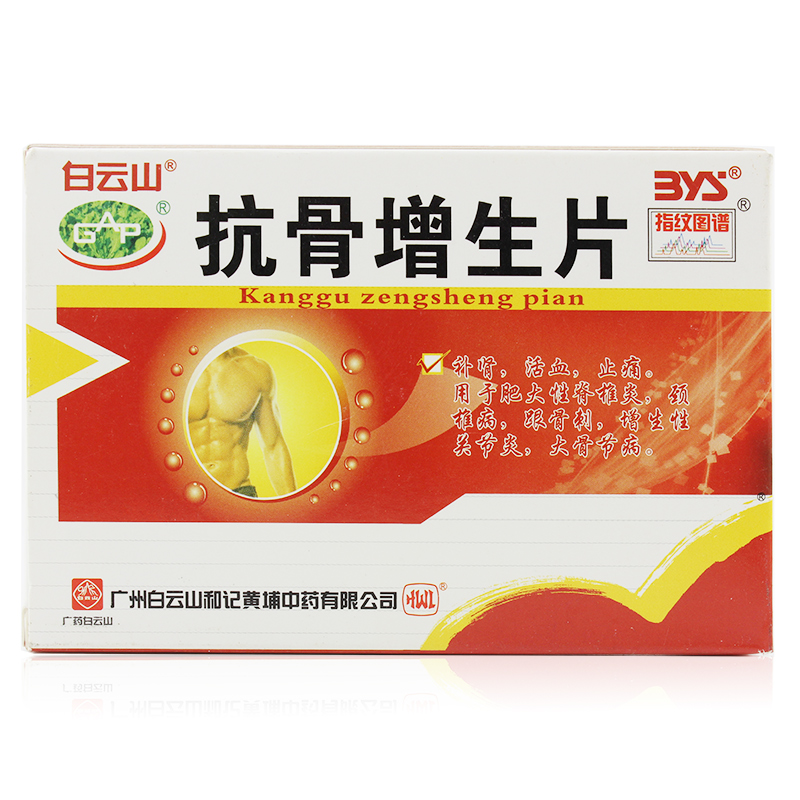 白云山®
BYS®
GAP®
指纹图谱®
抗骨增生片
Kanggu zengsheng pian
补肾，活血，止痛。
用于肥大性脊椎炎，颈
椎病，跟骨刺，增生性
关节炎，大骨节病。
®
广州白云山和记黄埔中药有限公司
HWL®
广药白云山